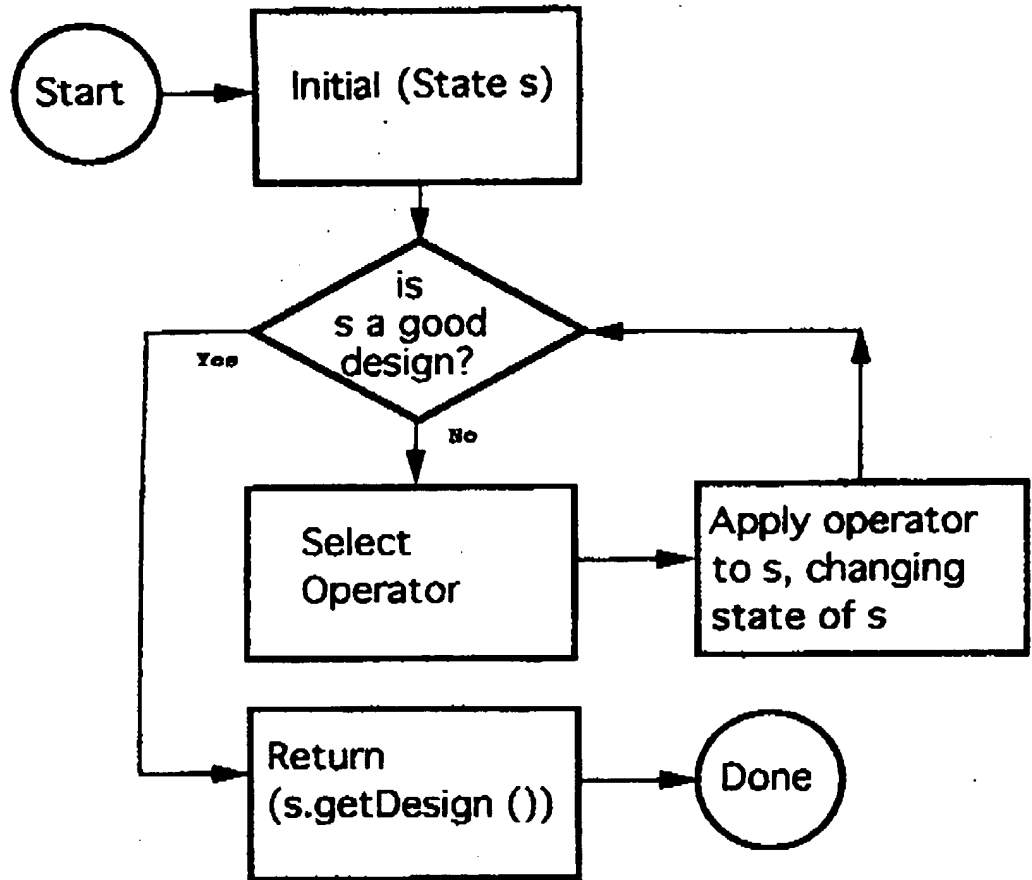 Start
Initial (State s)
is
s a good
design?
Yes
No
Select
Operator
Apply operator
to s, changing
state of s
Return
(s.getDesign ())
Done